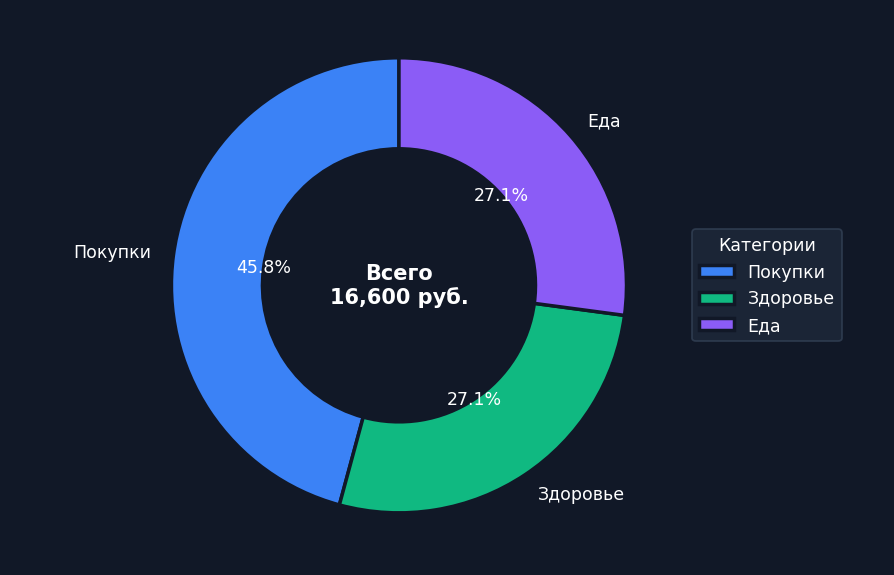 Еда
27.1%
Покупки
45.8%
Всего
16,600 руб.
27.1%
Здоровье
Категории
Покупки
Здоровье
Еда